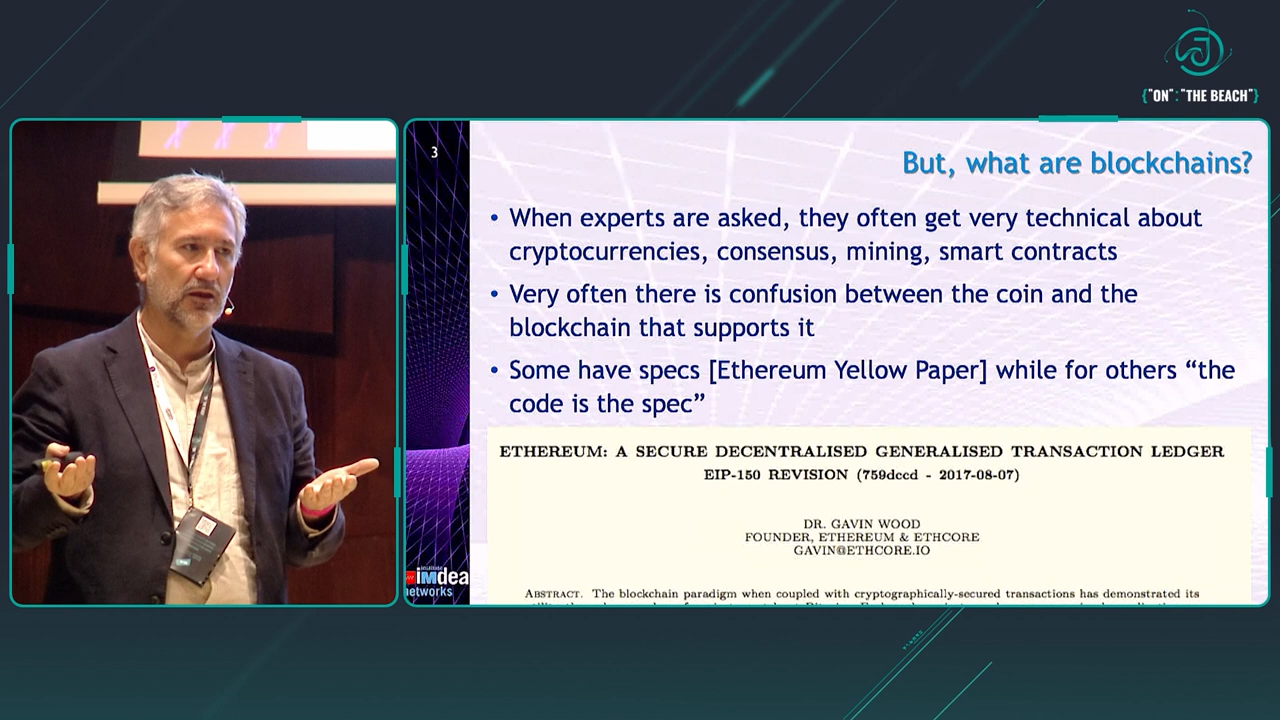 {"ON":"THE BEACH"}
3
But, what are blockchains?
• When experts are asked, they often get very technical about
cryptocurrencies, consensus, mining, smart contracts
• Very often there is confusion between the coin and the
blockchain that supports it
• Some have specs [Ethereum Yellow Paper] while for others “the
code is the spec”
ETHEREUM: A SECURE DECENTRALISED GENERALISED TRANSACTION LEDGER
EIP-150 REVISION (759dccd - 2017-08-07)
DR. GAVIN WOOD
FOUNDER, ETHEREUM & ETHCORE
GAVIN@ETHCORE.IO
ABSTRACT. The blockchain paradigm when coupled with cryptographically-secured transactions has demonstrated its
imdea
networks